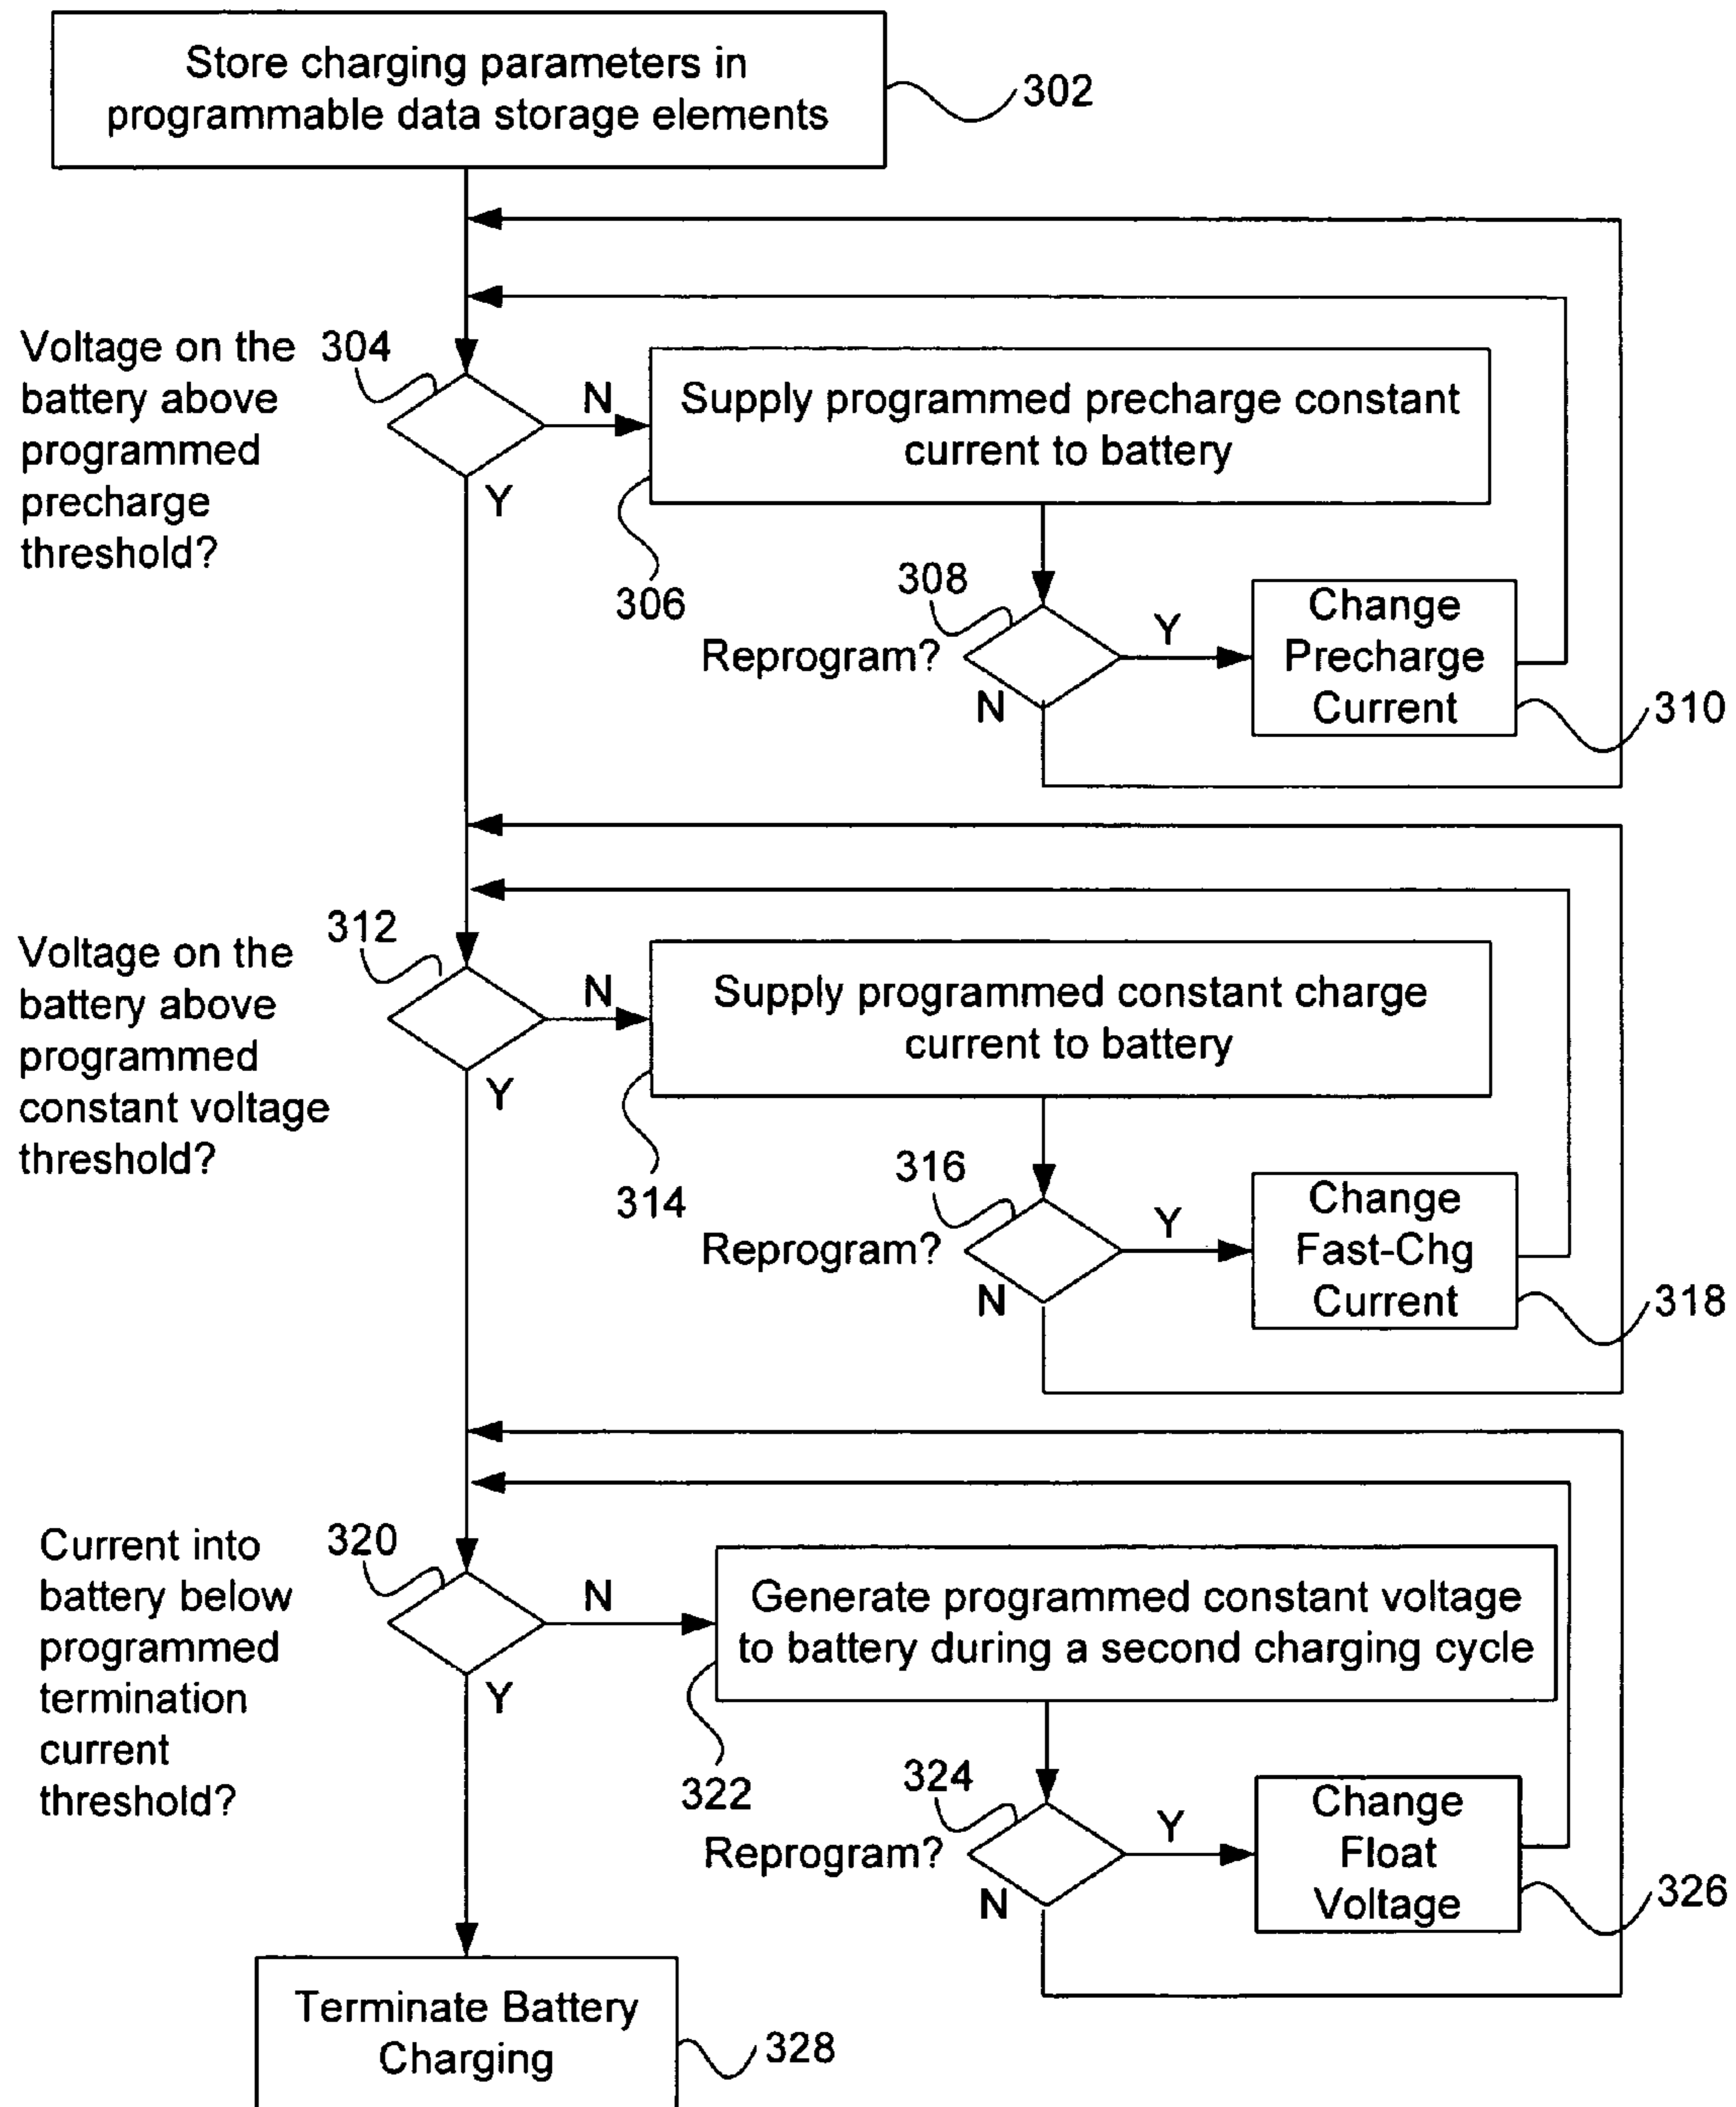 Store charging parameters in
programmable data storage elements
302
Voltage on the
battery above
programmed
precharge
threshold?
304
N
Y
Supply programmed precharge constant
current to battery
306
308
Reprogram?
Y
N
Change
Precharge
Current
310
Voltage on the
battery above
programmed
constant voltage
threshold?
312
N
Y
Supply programmed constant charge
current to battery
314
316
Reprogram?
Y
N
Change
Fast-Chg
Current
318
Current into
battery below
programmed
termination
current
threshold?
320
N
Y
Generate programmed constant voltage
to battery during a second charging cycle
322
324
Reprogram?
Y
N
Change
Float
Voltage
326
Terminate Battery
Charging
328